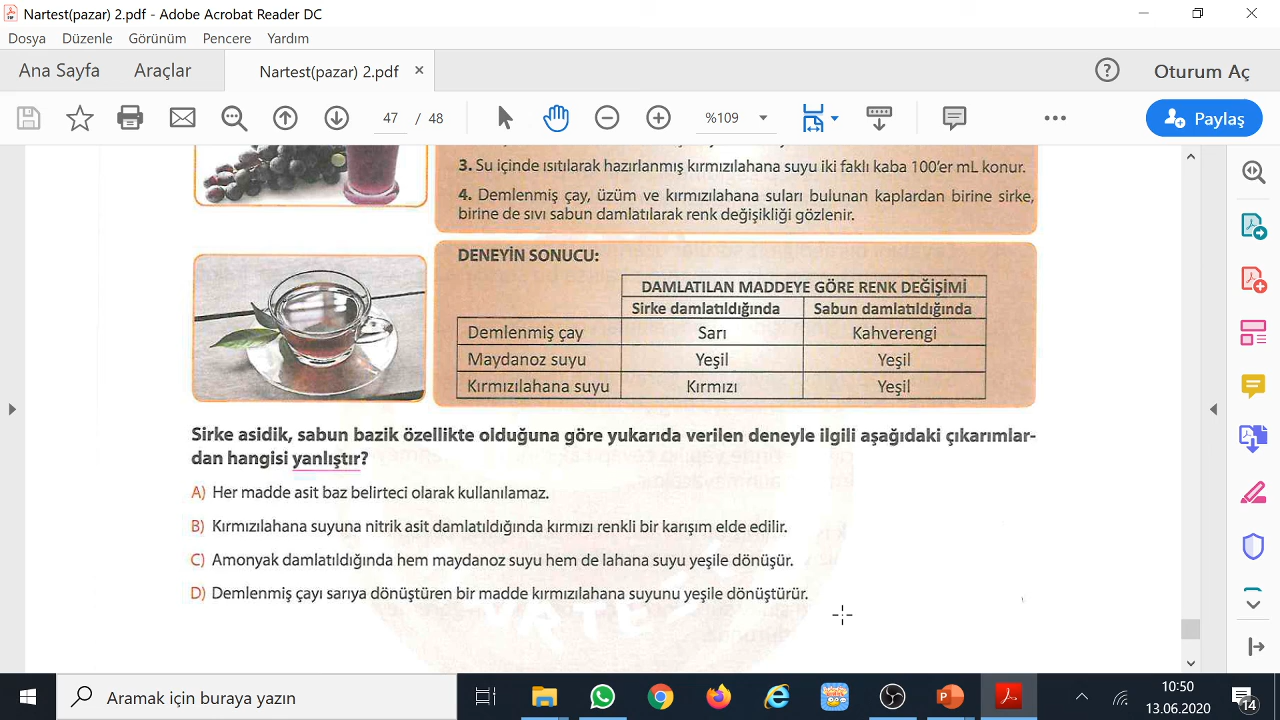 Nartest(pazar) 2.pdf - Adobe Acrobat Reader DC
Dosya Düzenle Görünüm Pencere Yardım
Ana Sayfa Araçlar Nartest(pazar) 2.pdf × Oturum Aç
47 / 48 %109 Paylaş
3. Su içinde ısıtılarak hazırlanmış kırmızılahana suyu iki faklı kaba 100'er mL konur.
4. Demlenmiş çay, üzüm ve kırmızılahana suları bulunan kaplardan birine sirke,
birine de sıvı sabun damlatılarak renk değişikliği gözlenir.
DENEYİN SONUCU:
DAMLATILAN MADDEYE GÖRE RENK DEĞİŞİMİ
Sirke damlatıldığında Sabun damlatıldığında
Demlenmiş çay Sarı Kahverengi
Maydanoz suyu Yeşil Yeşil
Kırmızılahana suyu Kırmızı Yeşil
Sirke asidik, sabun bazik özellikte olduğuna göre yukarıda verilen deneyle ilgili aşağıdaki çıkarımlar-
dan hangisi yanlıştır?
A) Her madde asit baz belirteci olarak kullanılamaz.
B) Kırmızılahana suyuna nitrik asit damlatıldığında kırmızı renkli bir karışım elde edilir.
C) Amonyak damlatıldığında hem maydanoz suyu hem de lahana suyu yeşile dönüşür.
D) Demlenmiş çayı sarıya dönüştüren bir madde kırmızılahana suyunu yeşile dönüştürür.
Aramak için buraya yazın
10:50
13.06.2020
14